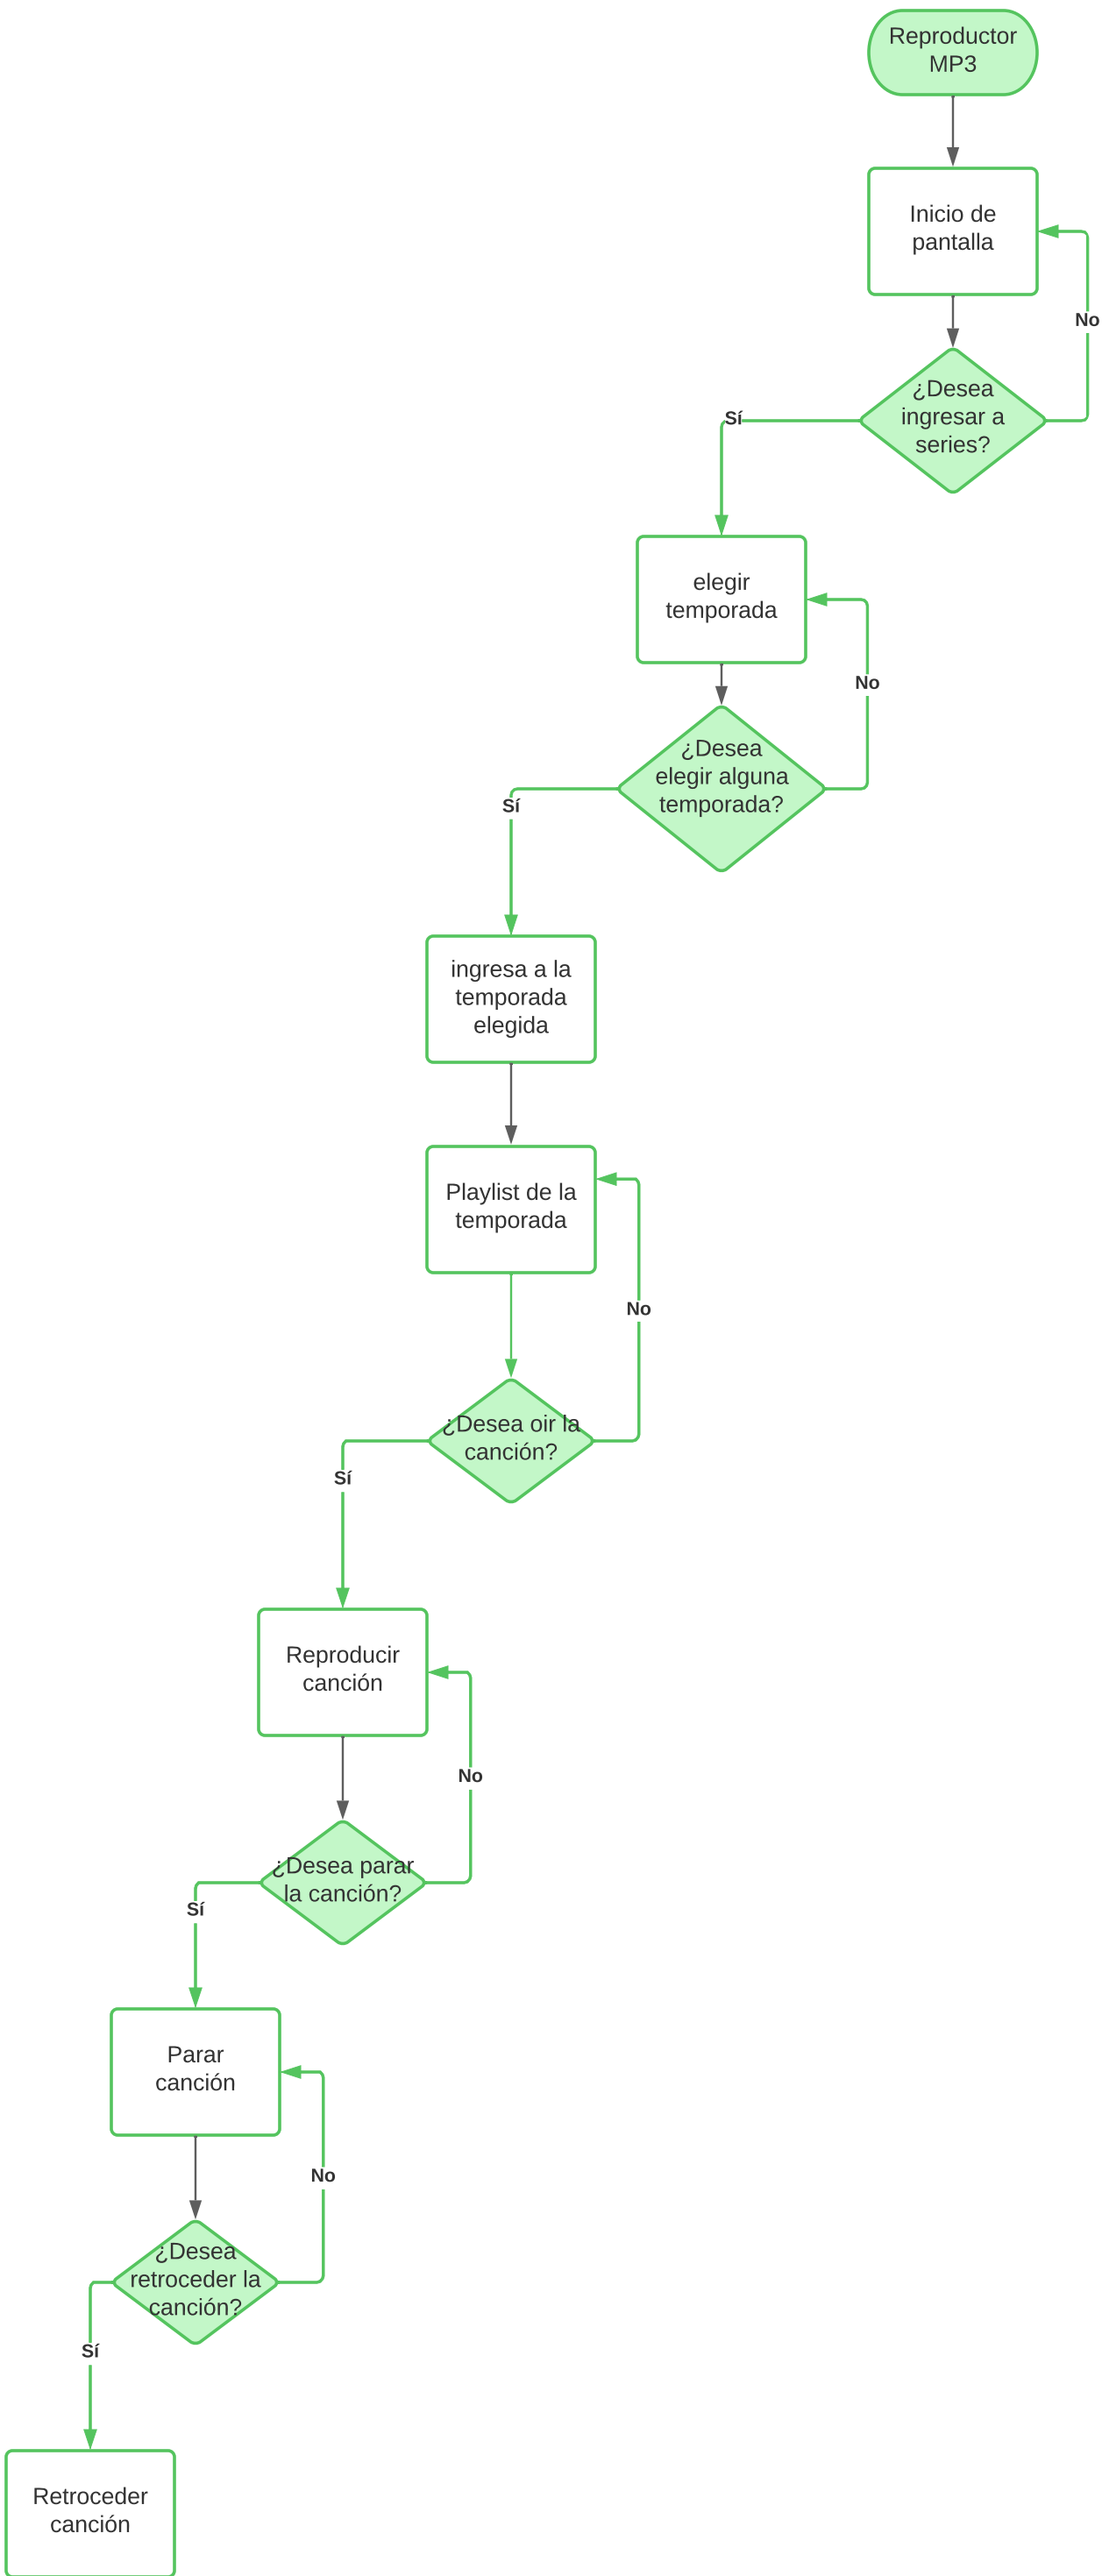 Reproductor
MP3
Inicio de
pantalla
No
¿Desea
ingresar a
series?
Sí
elegir
temporada
No
¿Desea
elegir alguna
temporada?
Sí
ingresa a la
temporada
elegida
Playlist de la
temporada
No
¿Desea oir la
canción?
Sí
Reproducir
canción
No
¿Desea parar
la canción?
Sí
Parar
canción
No
¿Desea
retroceder la
canción?
Sí
Retroceder
canción